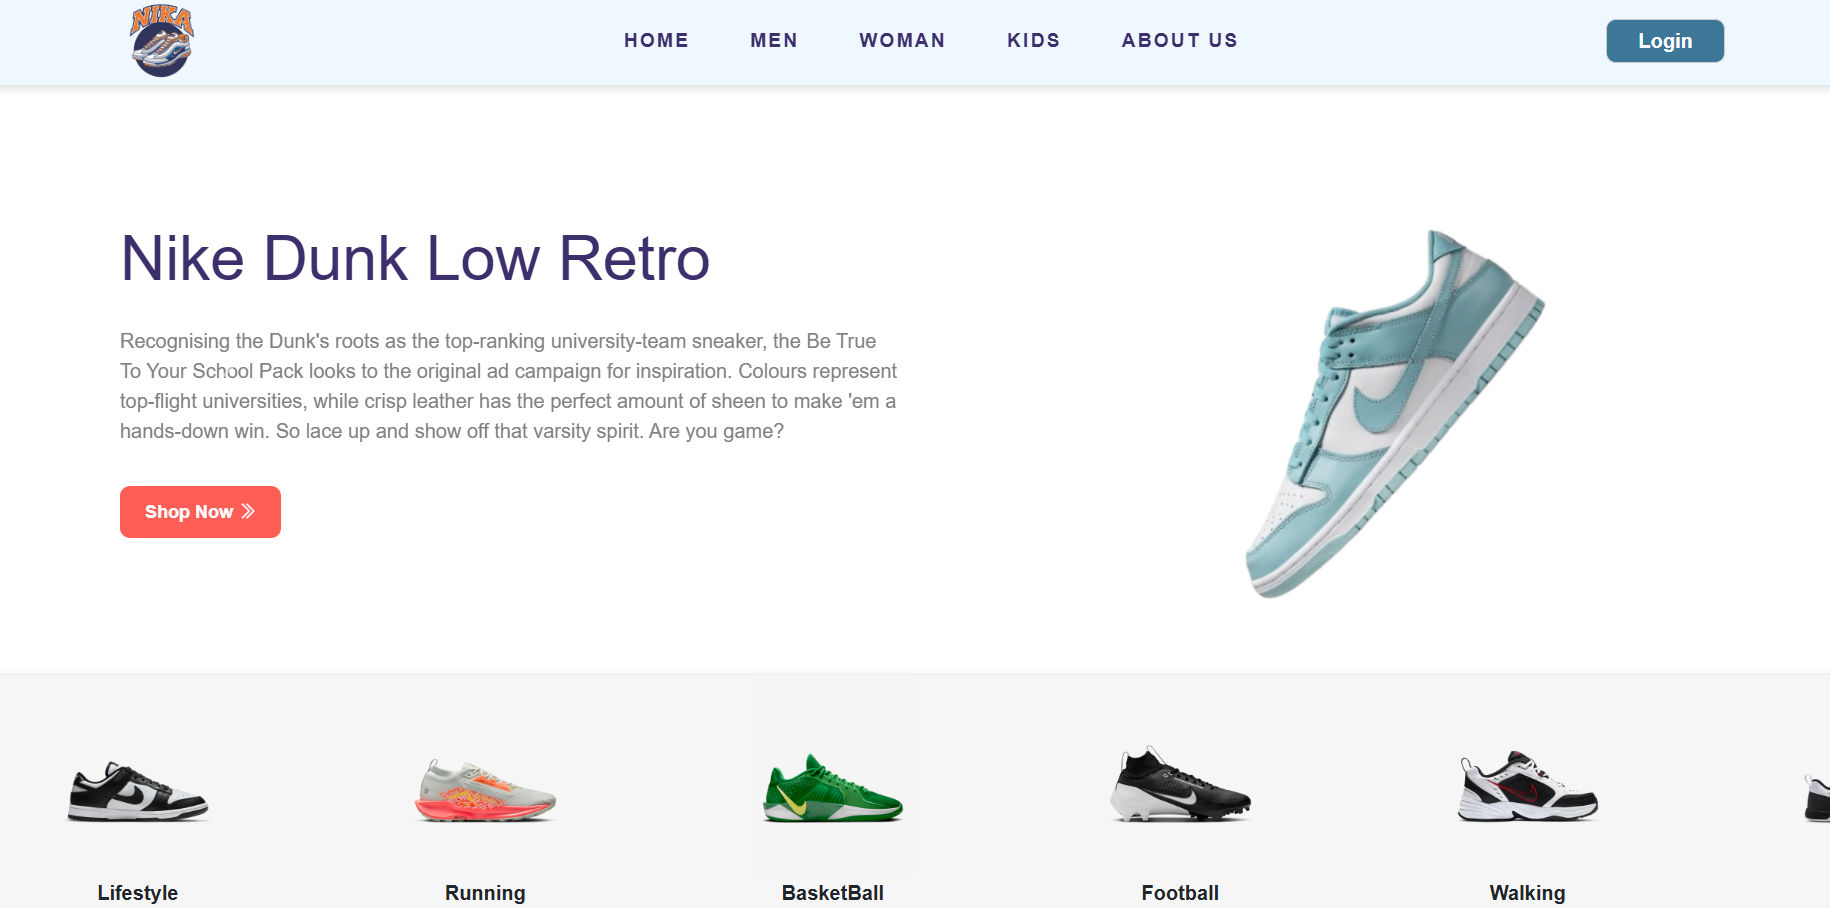 NIKA
HOME
MEN
WOMAN
KIDS
ABOUT US
Login
Nike Dunk Low Retro
Recognising the Dunk's roots as the top-ranking university-team sneaker, the Be True
To Your School Pack looks to the original ad campaign for inspiration. Colours represent
top-flight universities, while crisp leather has the perfect amount of sheen to make 'em a
hands-down win. So lace up and show off that varsity spirit. Are you game?
Shop Now
Lifestyle
Running
BasketBall
Football
Walking